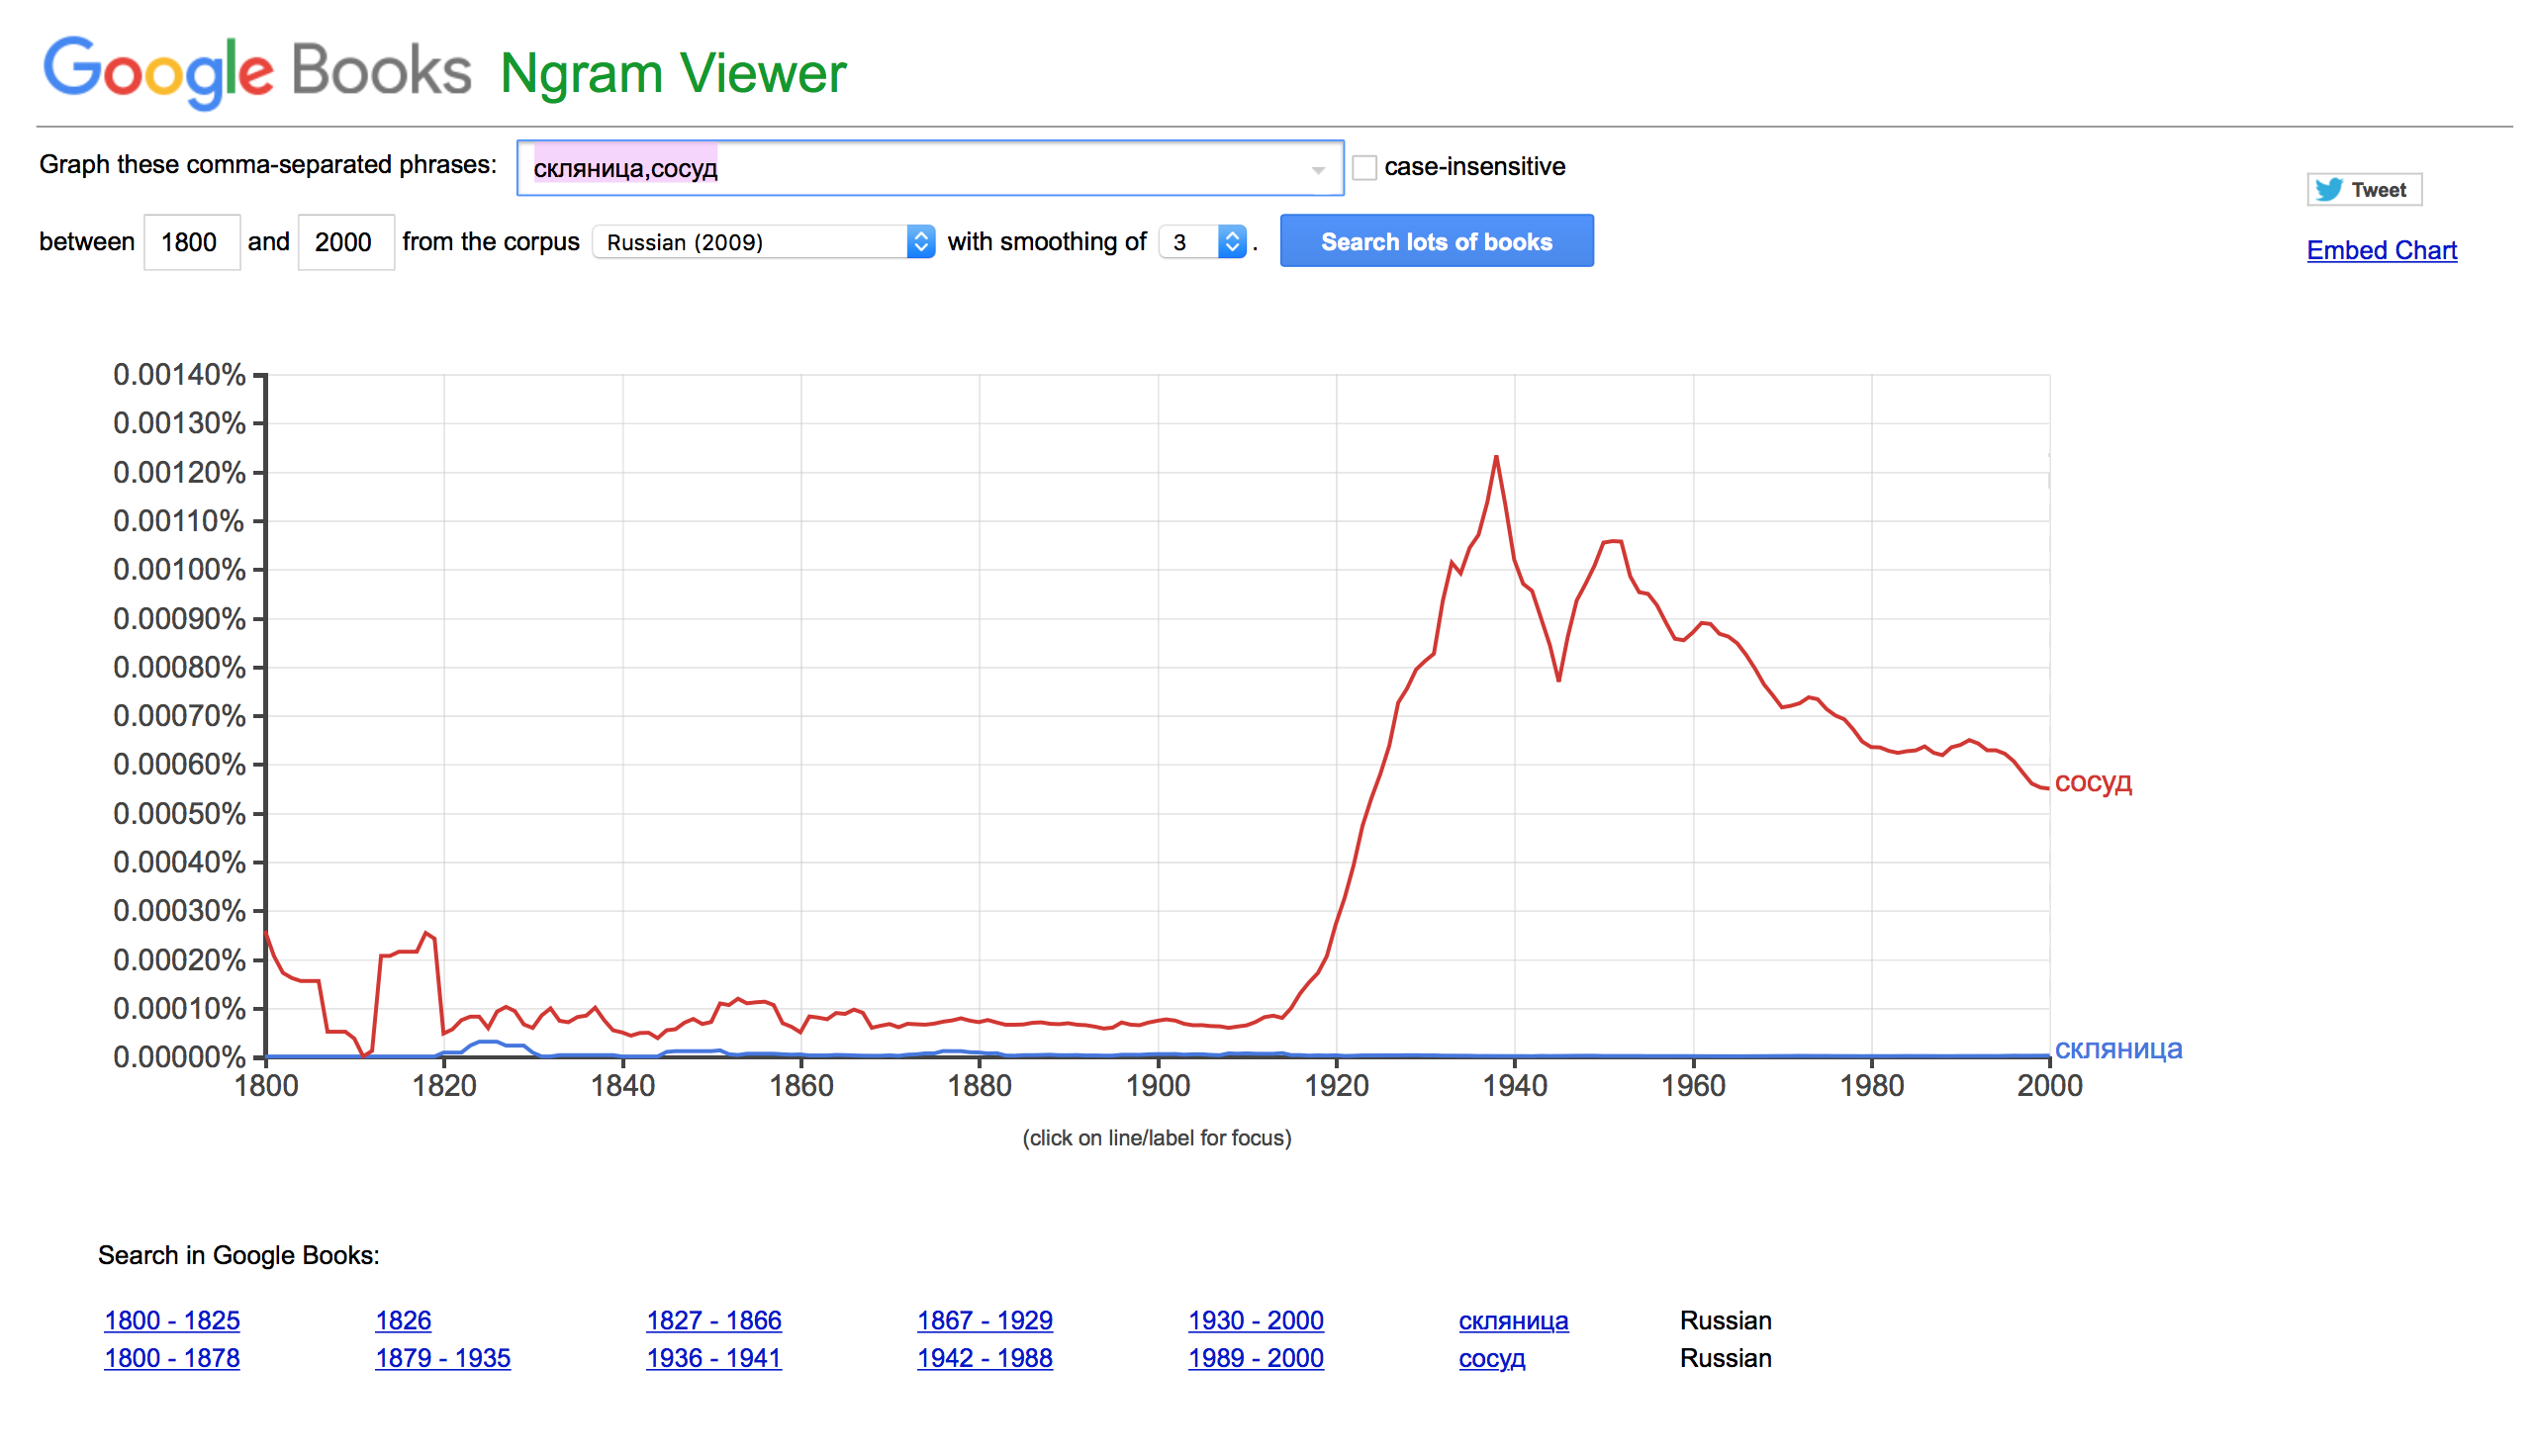 Google Books Ngram Viewer
Graph these comma-separated phrases: скляница,сосуд case-insensitive
Tweet
between 1800 and 2000 from the corpus Russian (2009) with smoothing of 3 . Search lots of books
Embed Chart
0.00140%
0.00130%
0.00120%
0.00110%
0.00100%
0.00090%
0.00080%
0.00070%
0.00060%
сосуд
0.00050%
0.00040%
0.00030%
0.00020%
0.00010%
0.00000%
скляница
1800 1820 1840 1860 1880 1900 1920 1940 1960 1980 2000
(click on line/label for focus)
Search in Google Books:
1800 - 1825 1826 1827 - 1866 1867 - 1929 1930 - 2000 скляница Russian
1800 - 1878 1879 - 1935 1936 - 1941 1942 - 1988 1989 - 2000 сосуд Russian